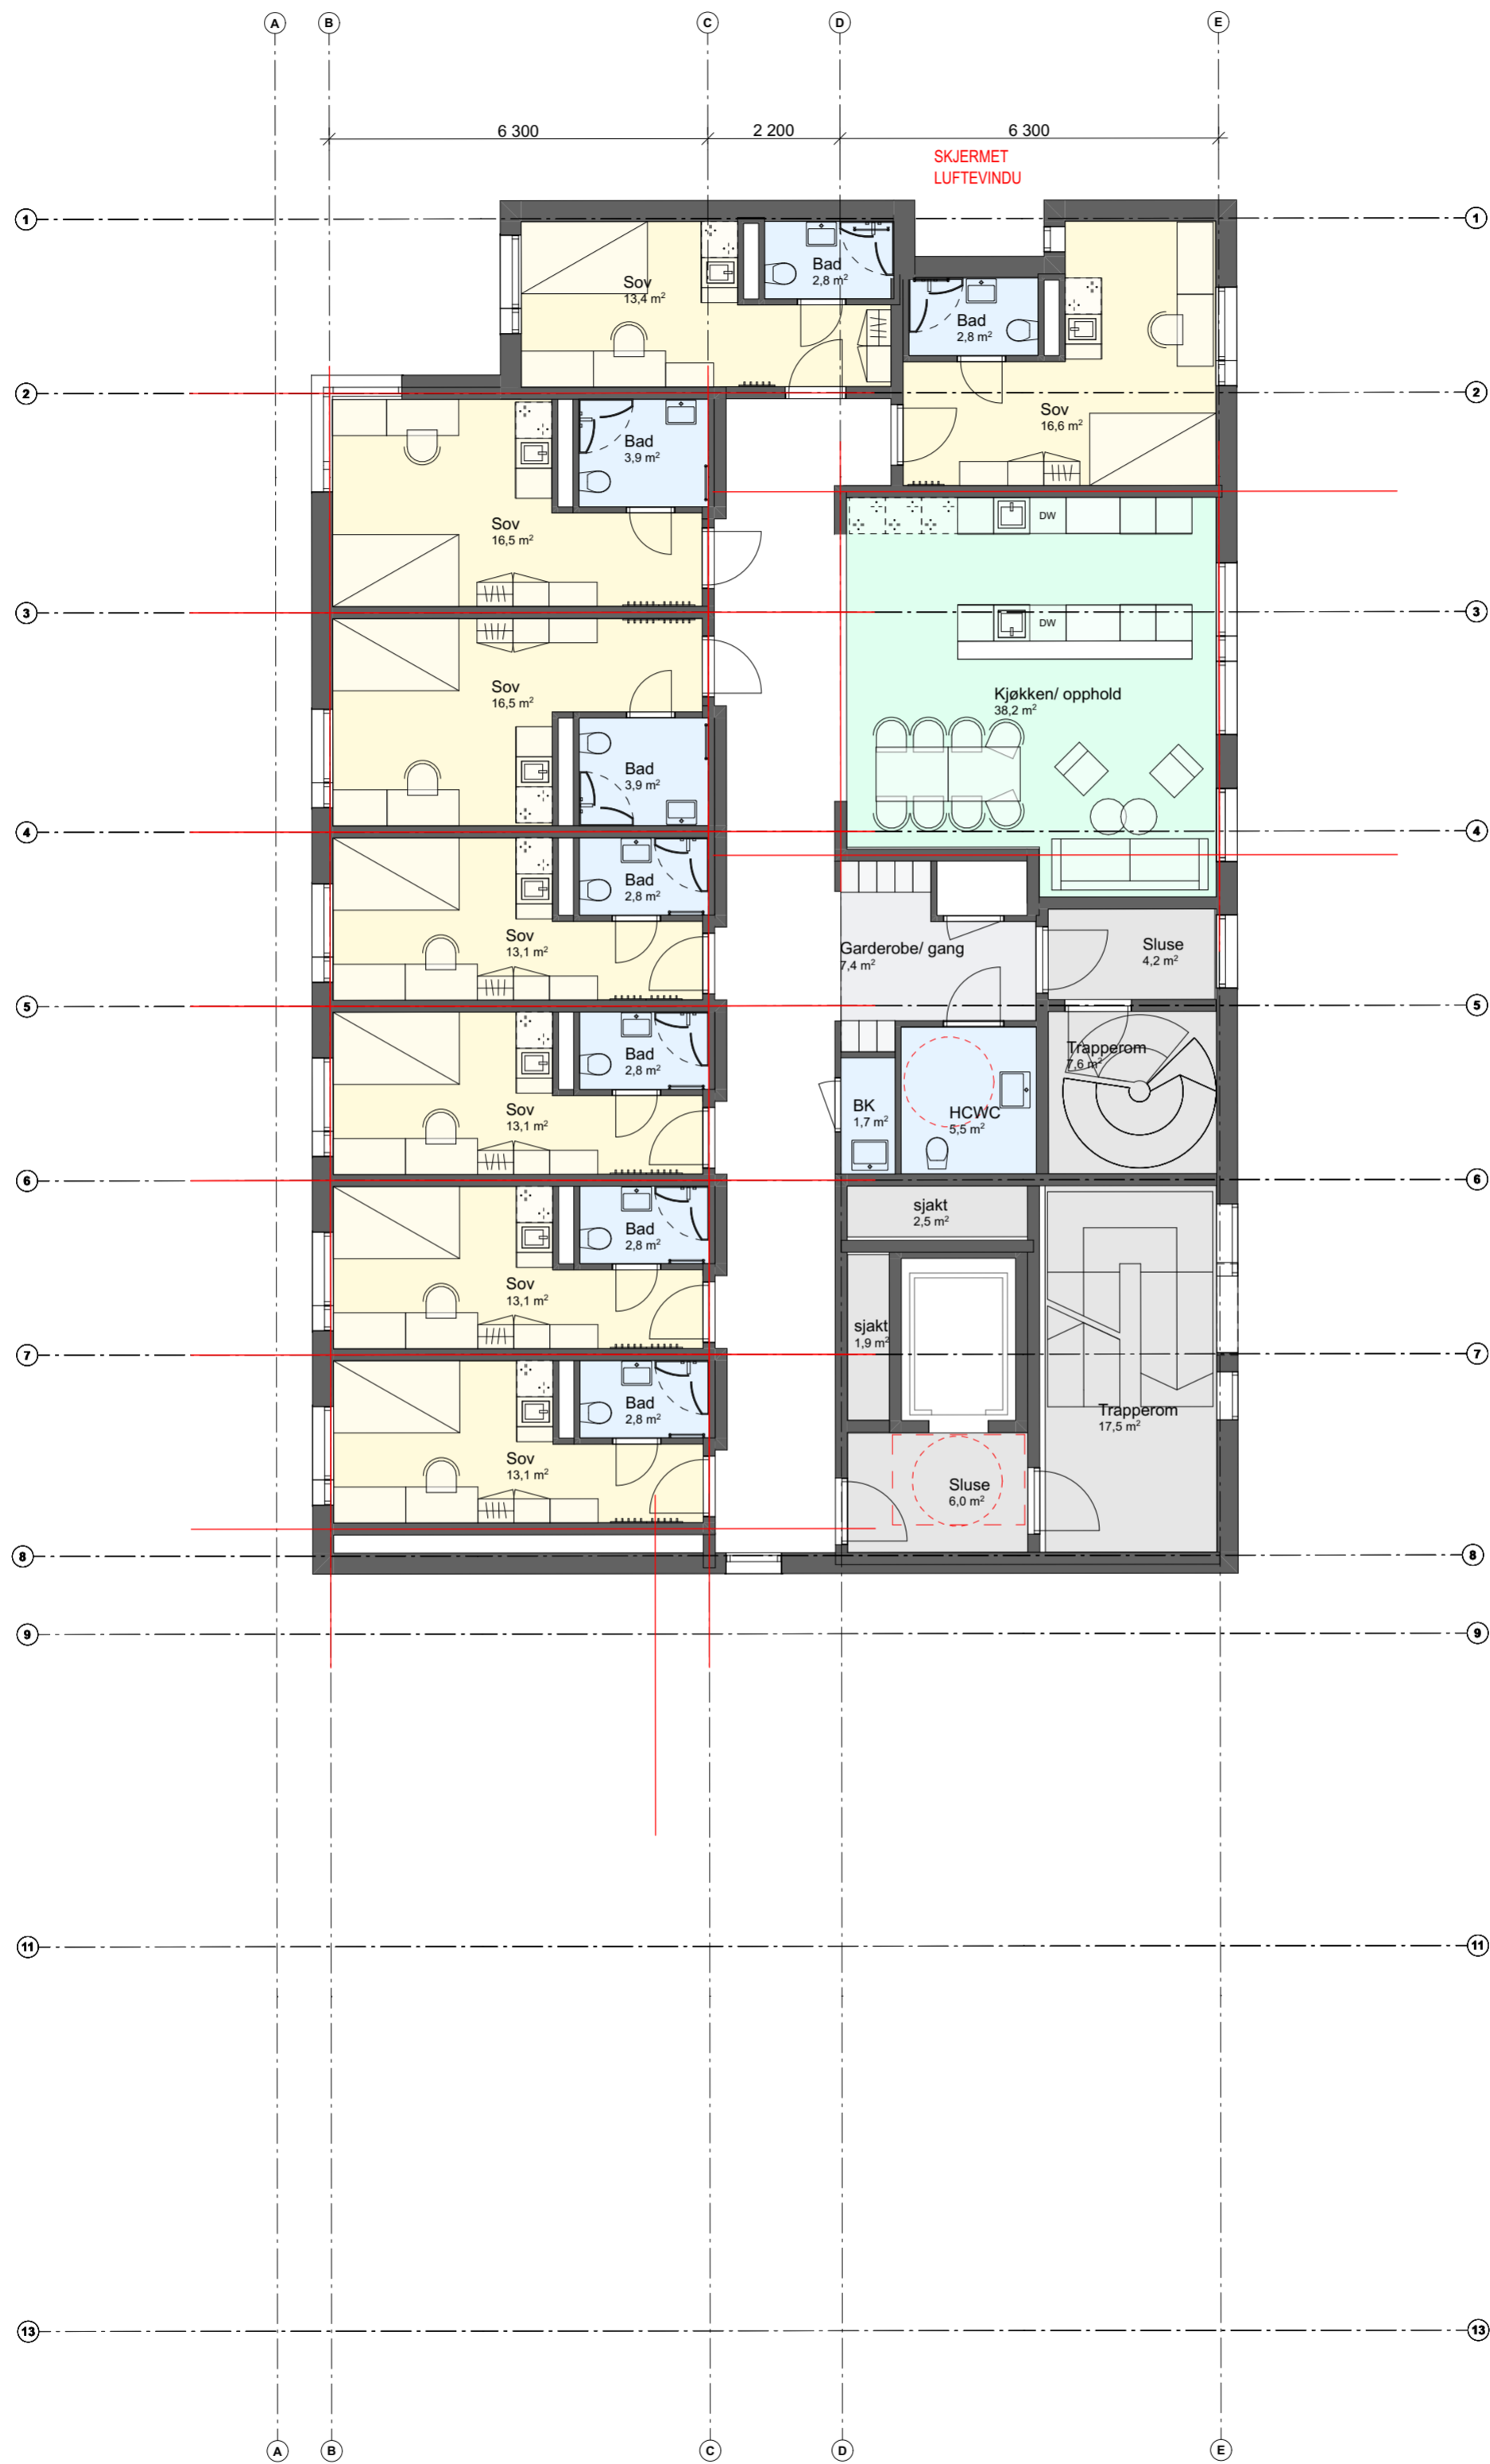 A
B
C
D
E
6 300
2 200
6 300
SKJERMET
LUFTEVINDU
1
1
Sov
13,4 m²
Bad
2,8 m²
Bad
2,8 m²
2
2
Sov
16,6 m²
Bad
3,9 m²
Sov
16,5 m²
DW
3
3
DW
Sov
16,5 m²
Kjøkken/ opphold
38,2 m²
Bad
3,9 m²
4
4
Bad
2,8 m²
Sov
13,1 m²
Garderobe/ gang
7,4 m²
Sluse
4,2 m²
5
5
Bad
2,8 m²
Trapperom
7,6 m²
Sov
13,1 m²
BK
1,7 m²
HCWC
5,5 m²
6
6
sjakt
2,5 m²
Bad
2,8 m²
Sov
13,1 m²
sjakt
1,9 m²
7
7
Bad
2,8 m²
Trapperom
17,5 m²
Sov
13,1 m²
Sluse
6,0 m²
8
8
9
9
11
11
13
13
A
B
C
D
E